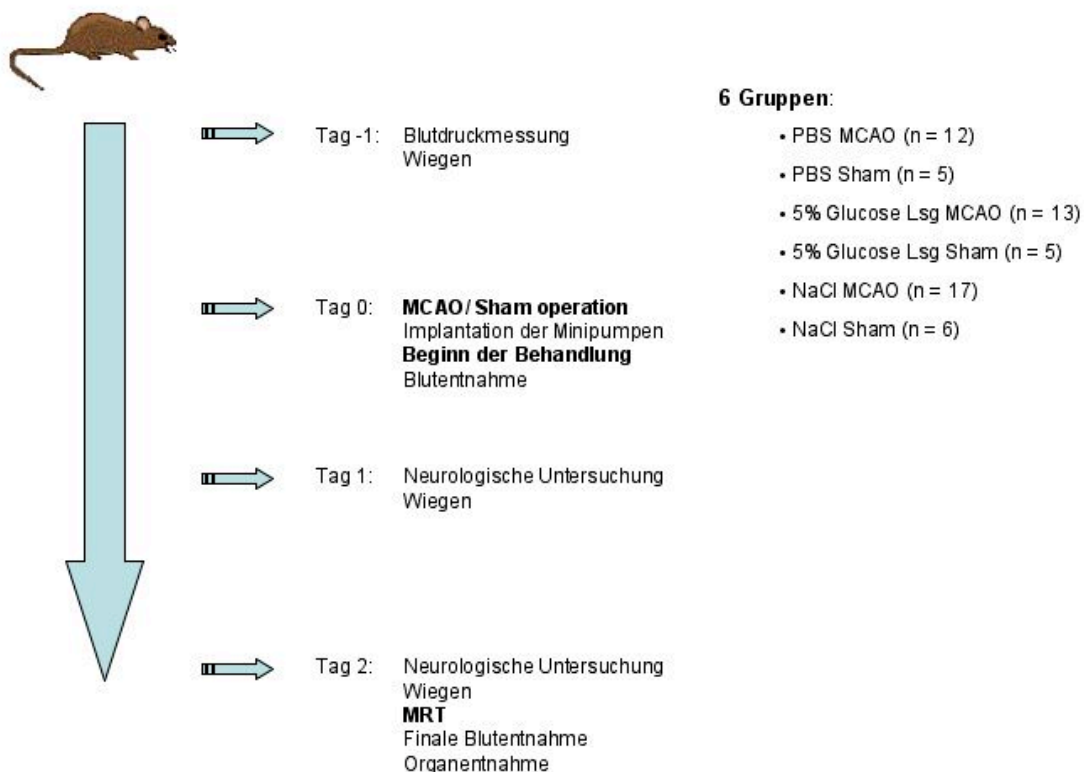 Tag -1: Blutdruckmessung
Wiegen
Tag 0: MCAO/ Sham operation
Implantation der Minipumpen
Beginn der Behandlung
Blutentnahme
Tag 1: Neurologische Untersuchung
Wiegen
Tag 2: Neurologische Untersuchung
Wiegen
MRT
Finale Blutentnahme
Organentnahme
6 Gruppen:
• PBS MCAO (n = 12)
• PBS Sham (n = 5)
• 5% Glucose Lsg MCAO (n = 13)
• 5% Glucose Lsg Sham (n = 5)
• NaCl MCAO (n = 17)
• NaCl Sham (n = 6)